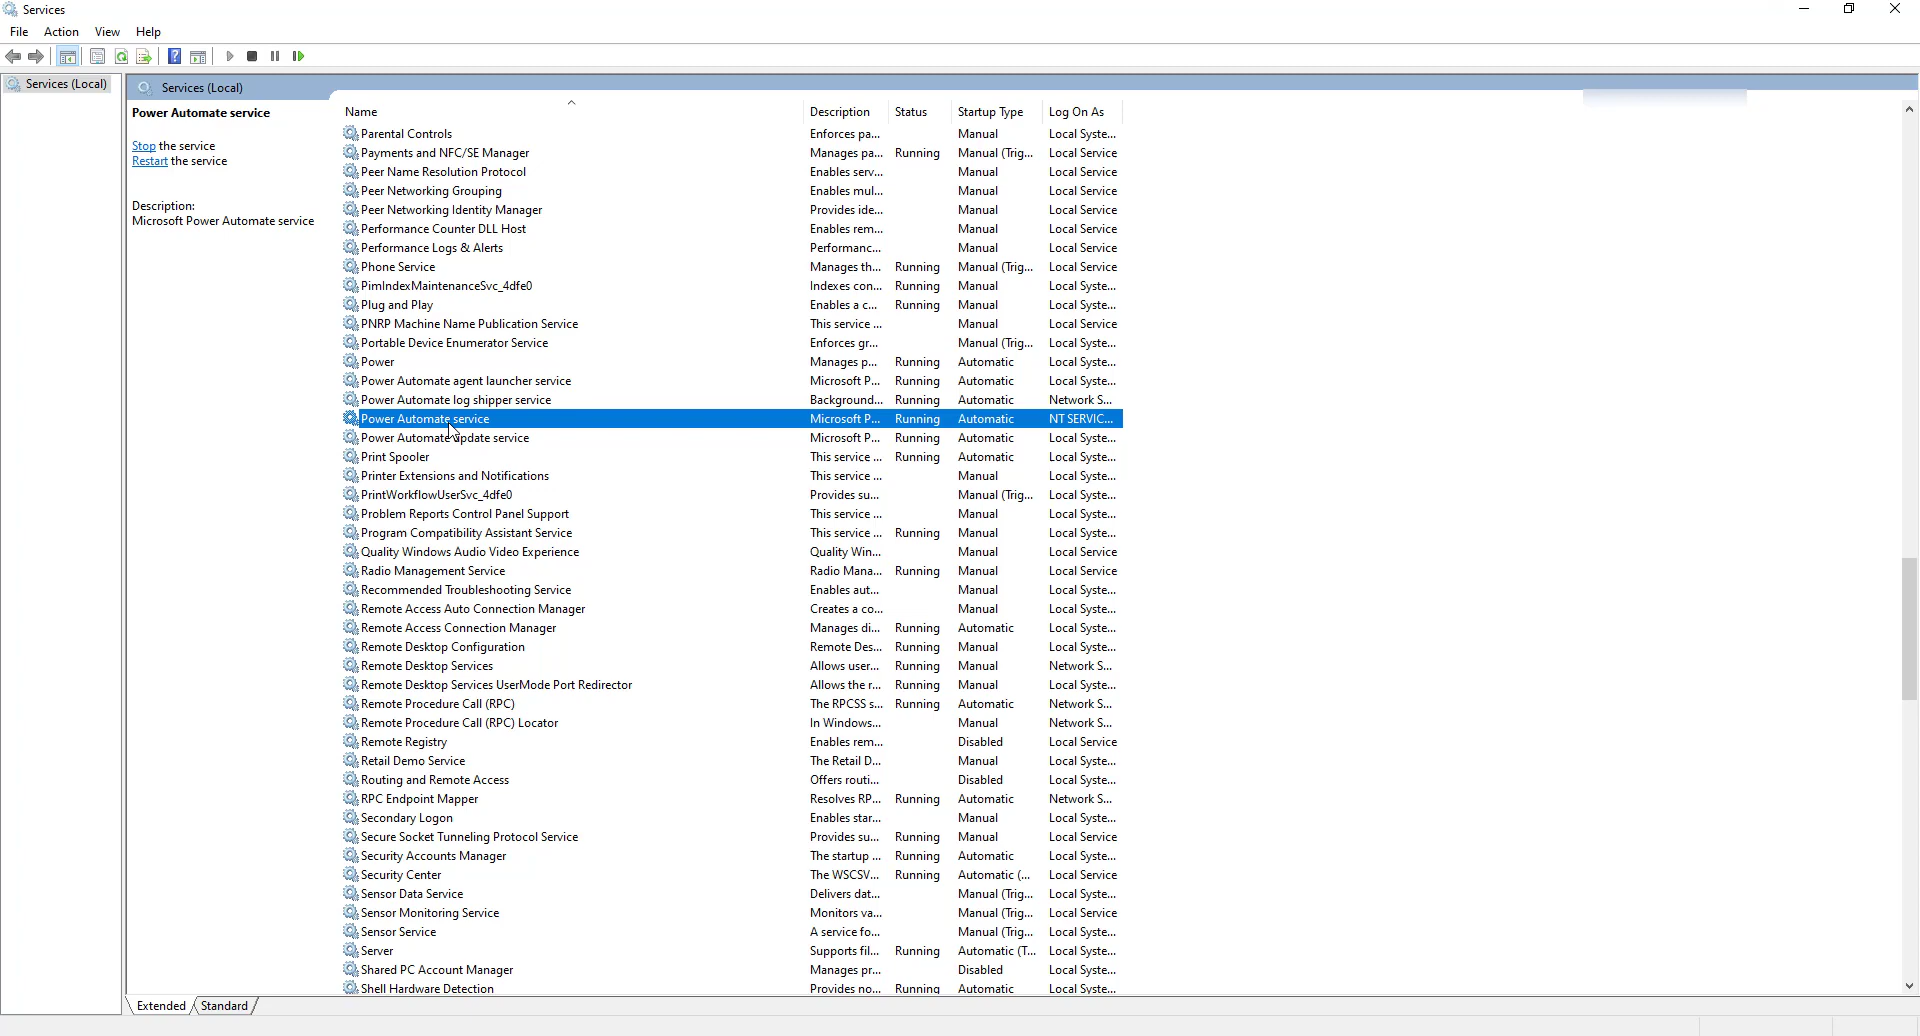 Services
File Action View Help
Services (Local)
Services (Local)
Power Automate service
Stop the service
Restart the service
Description:
Microsoft Power Automate service
Name Description Status Startup Type Log On As
Parental Controls Enforces pa... Manual Local Syste...
Payments and NFC/SE Manager Manages pa... Running Manual (Trig... Local Service
Peer Name Resolution Protocol Enables serv... Manual Local Service
Peer Networking Grouping Enables mul... Manual Local Service
Peer Networking Identity Manager Provides ide... Manual Local Service
Performance Counter DLL Host Enables rem... Manual Local Service
Performance Logs & Alerts Performanc... Manual Local Service
Phone Service Manages th... Running Manual (Trig... Local Service
PimIndexMaintenanceSvc_4dfe0 Indexes con... Running Manual Local Syste...
Plug and Play Enables a c... Running Manual Local Syste...
PNRP Machine Name Publication Service This service ... Manual Local Service
Portable Device Enumerator Service Enforces gr... Manual (Trig... Local Syste...
Power Manages p... Running Automatic Local Syste...
Power Automate agent launcher service Microsoft P... Running Automatic Local Syste...
Power Automate log shipper service Background... Running Automatic Network S...
Power Automate service Microsoft P... Running Automatic NT SERVIC...
Power Automate update service Microsoft P... Running Automatic Local Syste...
Print Spooler This service ... Running Automatic Local Syste...
Printer Extensions and Notifications This service ... Manual Local Syste...
PrintWorkflowUserSvc_4dfe0 Provides su... Manual (Trig... Local Syste...
Problem Reports Control Panel Support This service ... Manual Local Syste...
Program Compatibility Assistant Service This service ... Running Manual Local Syste...
Quality Windows Audio Video Experience Quality Win... Manual Local Service
Radio Management Service Radio Mana... Running Manual Local Service
Recommended Troubleshooting Service Enables aut... Manual Local Syste...
Remote Access Auto Connection Manager Creates a co... Manual Local Syste...
Remote Access Connection Manager Manages di... Running Automatic Local Syste...
Remote Desktop Configuration Remote Des... Running Manual Local Syste...
Remote Desktop Services Allows user... Running Manual Network S...
Remote Desktop Services UserMode Port Redirector Allows the r... Running Manual Local Syste...
Remote Procedure Call (RPC) The RPCSS s... Running Automatic Network S...
Remote Procedure Call (RPC) Locator In Windows... Manual Network S...
Remote Registry Enables rem... Disabled Local Service
Retail Demo Service The Retail D... Manual Local Syste...
Routing and Remote Access Offers routi... Disabled Local Syste...
RPC Endpoint Mapper Resolves RP... Running Automatic Network S...
Secondary Logon Enables star... Manual Local Syste...
Secure Socket Tunneling Protocol Service Provides su... Running Manual Local Service
Security Accounts Manager The startup ... Running Automatic Local Syste...
Security Center The WSCSV... Running Automatic (... Local Service
Sensor Data Service Delivers dat... Manual (Trig... Local Syste...
Sensor Monitoring Service Monitors va... Manual (Trig... Local Service
Sensor Service A service fo... Manual (Trig... Local Syste...
Server Supports fil... Running Automatic (T... Local Syste...
Shared PC Account Manager Manages pr... Disabled Local Syste...
Shell Hardware Detection Provides no... Running Automatic Local Syste...
Extended Standard